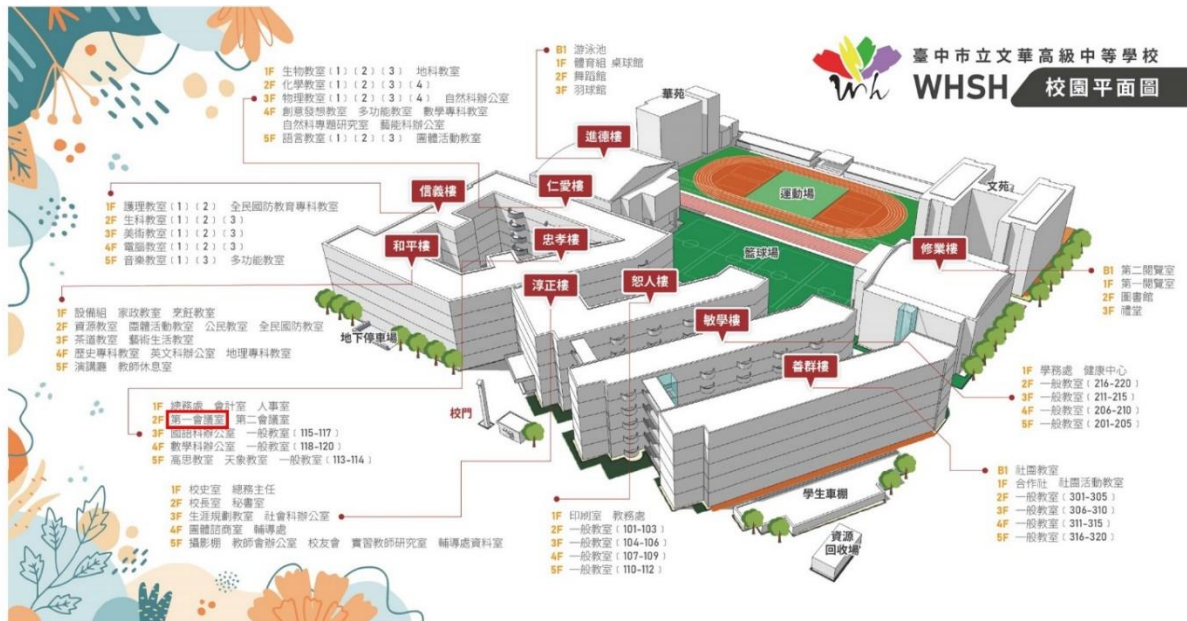 臺中市立文華高級中等學校
WHSH 校園平面圖
B1 游泳池
1F 體育組 桌球館
2F 舞蹈館
3F 羽球館
1F 生物教室(1)(2)(3) 地科教室
2F 化學教室(1)(2)(3)(4)
3F 物理教室(1)(2)(3)(4) 自然科辦公室
4F 創意發想教室 多功能教室 數學專科教室
自然科專題研究室 藝能科辦公室
5F 語言教室(1)(2)(3) 團體活動教室
1F 護理教室(1)(2) 全民國防教育專科教室
2F 生科教室(1)(2)(3)
3F 美術教室(1)(2)(3)
4F 電腦教室(1)(2)(3)
5F 音樂教室(1)(3) 多功能教室
1F 設備組 家政教室 烹飪教室
2F 資源教室 團體活動教室 公民教室 全民國防教室
3F 茶道教室 藝術生活教室
4F 歷史專科教室 英文科辦公室 地理專科教室
5F 演講廳 教師休息室
1F 總務處 會計室 人事室
2F 第一會議室 第二會議室
3F 國語科辦公室 一般教室(115-117)
4F 數學科辦公室 一般教室(118-120)
5F 高思教室 天象教室 一般教室(113-114)
1F 校史室 總務主任
2F 校長室 秘書室
3F 生涯規劃教室 社會科辦公室
4F 團體諮商室 輔導處
5F 攝影棚 教師會辦公室 校友會 實習教師研究室 輔導處資料室
華苑
進德樓
仁愛樓
信義樓
和平樓
忠孝樓
淳正樓
恕人樓
敏學樓
善群樓
修業樓
運動場
籃球場
文苑
地下停車場
校門
學生車棚
資源
回收場
B1 第二閱覽室
1F 第一閱覽室
2F 圖書館
3F 禮堂
1F 學務處 健康中心
2F 一般教室(216-220)
3F 一般教室(211-215)
4F 一般教室(206-210)
5F 一般教室(201-205)
B1 社團教室
1F 合作社 社團活動教室
2F 一般教室(301-305)
3F 一般教室(306-310)
4F 一般教室(311-315)
5F 一般教室(316-320)
1F 印刷室 教務處
2F 一般教室(101-103)
3F 一般教室(104-106)
4F 一般教室(107-109)
5F 一般教室(110-112)